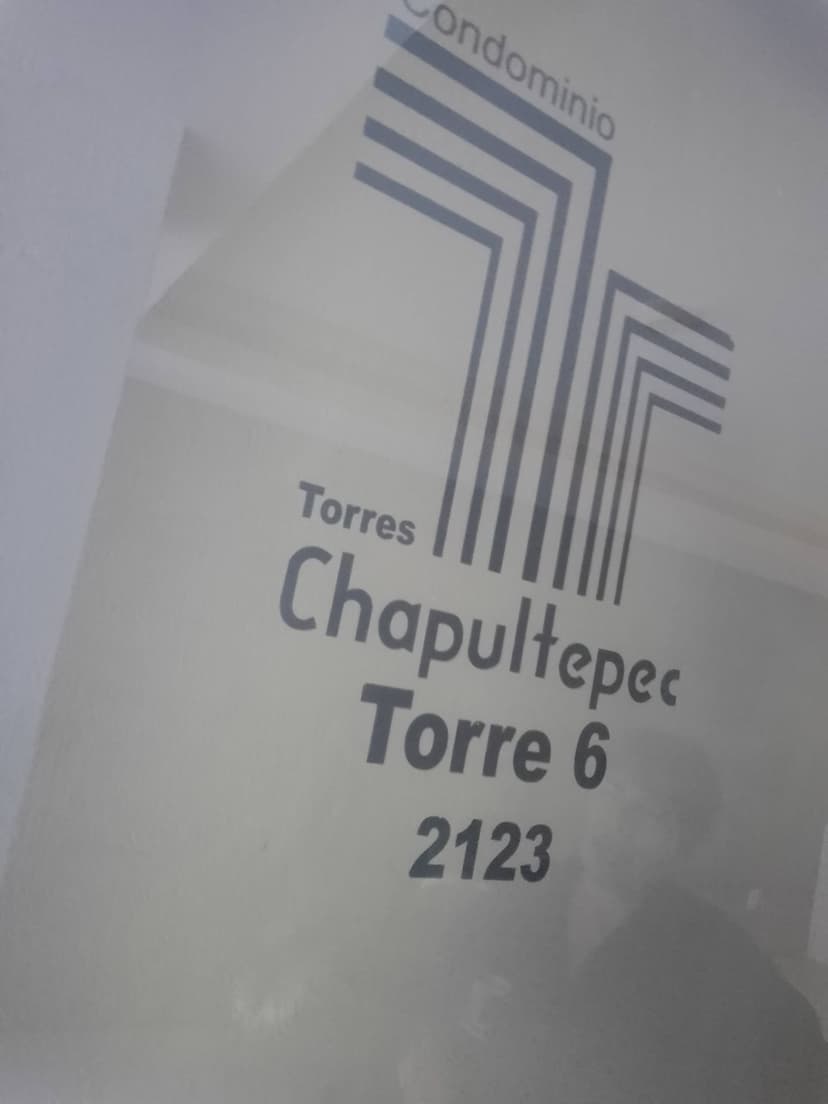 Condominio
Torres
Chapultepec
Torre 6
2123